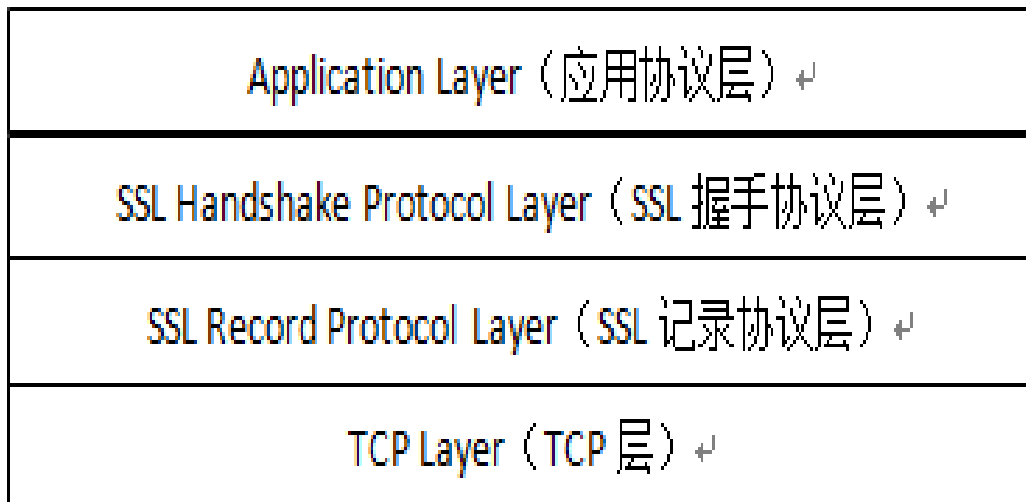 Application Layer（应用协议层）
SSL Handshake Protocol Layer（SSL 握手协议层）
SSL Record Protocol Layer（SSL 记录协议层）
TCP Layer（TCP 层）